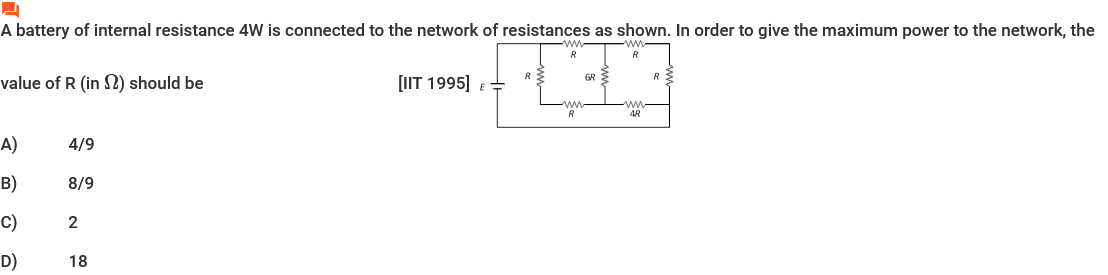 A battery of internal resistance 4W is connected to the network of resistances as shown. In order to give the maximum power to the network, the
R R
R 6R R
value of R (in Ω) should be [IIT 1995] E
R 4R
A) 4/9
B) 8/9
C) 2
D) 18